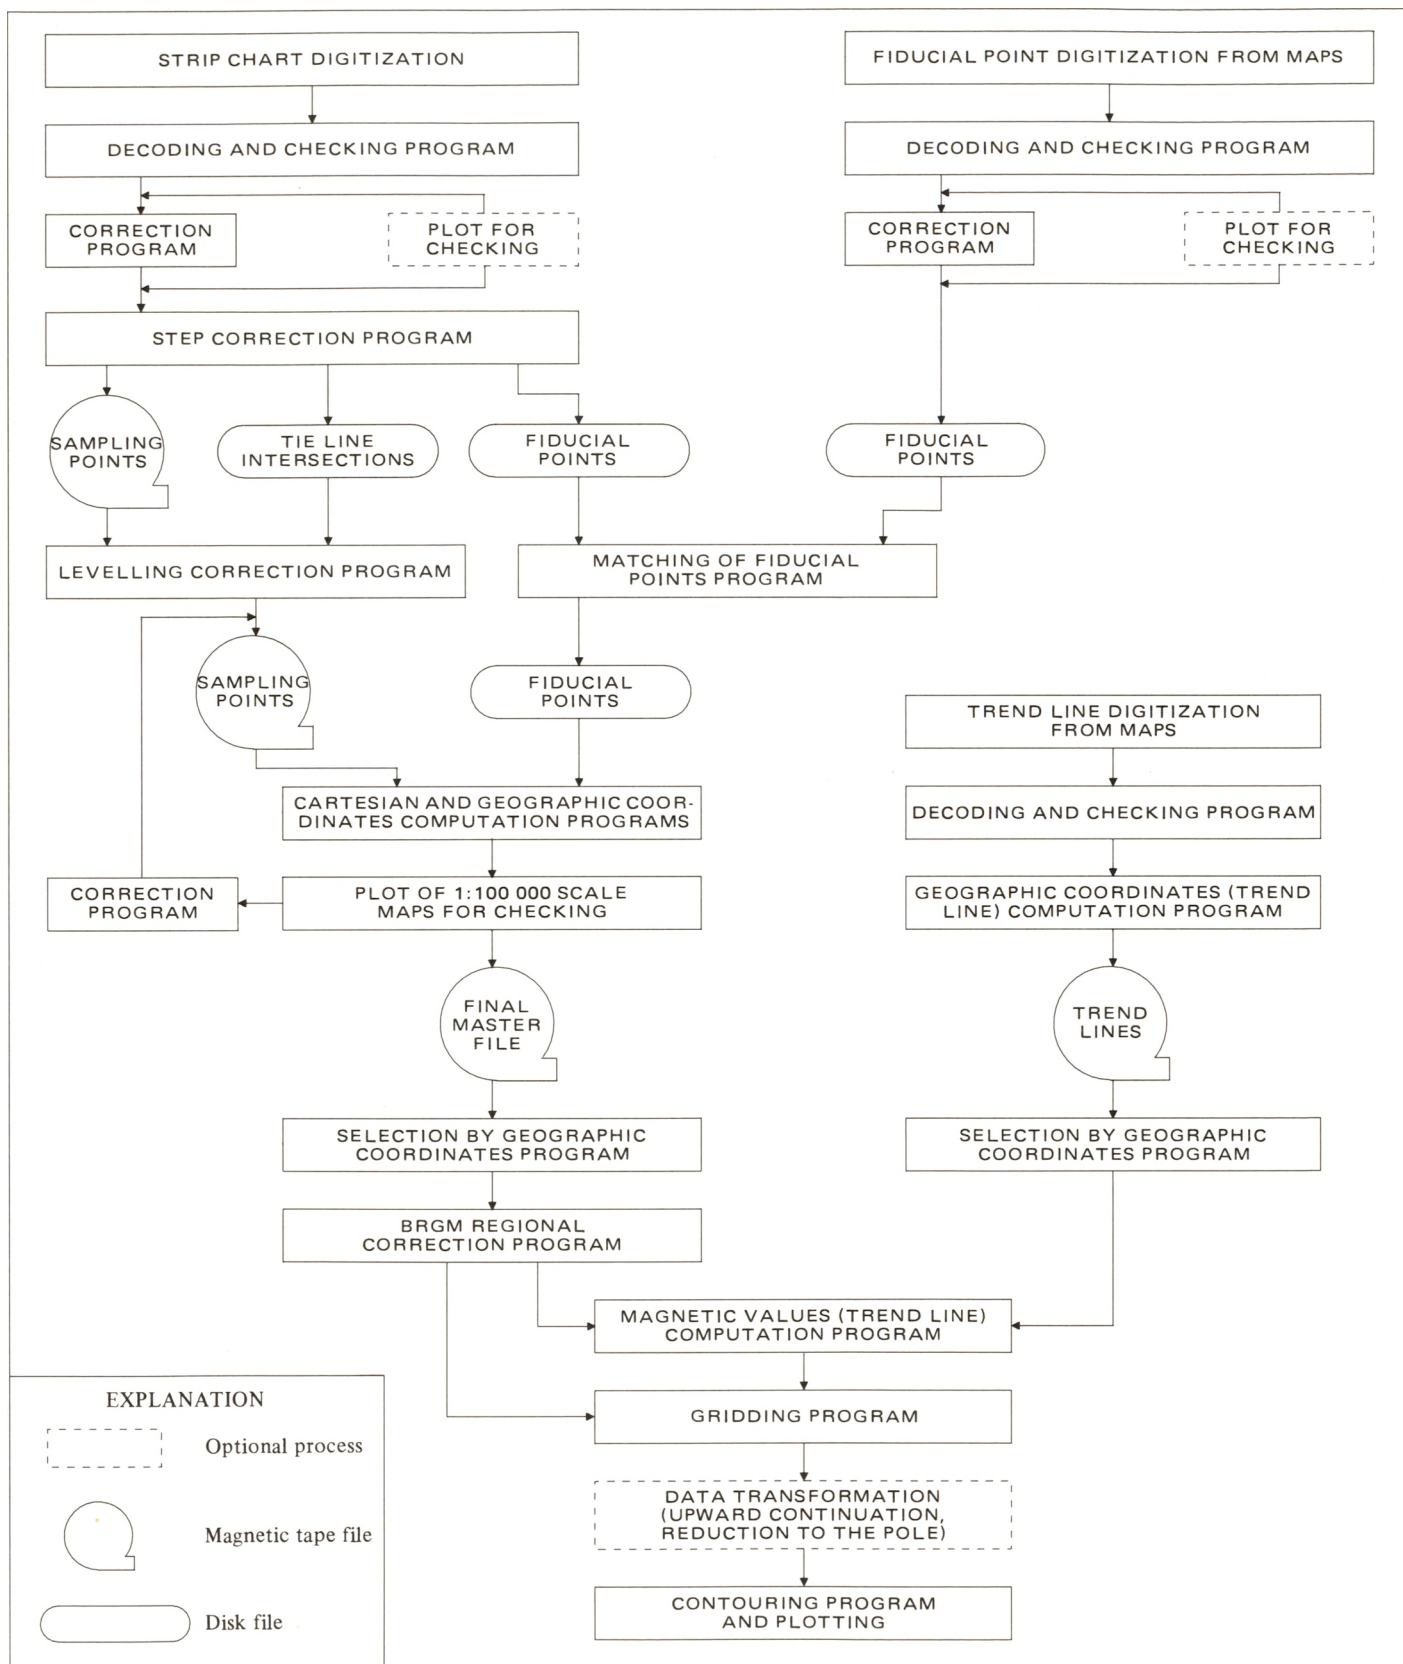 STRIP CHART DIGITIZATION
FIDUCIAL POINT DIGITIZATION FROM MAPS
DECODING AND CHECKING PROGRAM
DECODING AND CHECKING PROGRAM
CORRECTION
PROGRAM
PLOT FOR
CHECKING
CORRECTION
PROGRAM
PLOT FOR
CHECKING
STEP CORRECTION PROGRAM
SAMPLING
POINTS
TIE LINE
INTERSECTIONS
FIDUCIAL
POINTS
FIDUCIAL
POINTS
LEVELLING CORRECTION PROGRAM
MATCHING OF FIDUCIAL
POINTS PROGRAM
SAMPLING
POINTS
FIDUCIAL
POINTS
TREND LINE DIGITIZATION
FROM MAPS
CARTESIAN AND GEOGRAPHIC COOR-
DINATES COMPUTATION PROGRAMS
DECODING AND CHECKING PROGRAM
CORRECTION
PROGRAM
PLOT OF 1:100 000 SCALE
MAPS FOR CHECKING
GEOGRAPHIC COORDINATES (TREND
LINE) COMPUTATION PROGRAM
FINAL
MASTER
FILE
TREND
LINES
SELECTION BY GEOGRAPHIC
COORDINATES PROGRAM
SELECTION BY GEOGRAPHIC
COORDINATES PROGRAM
BRGM REGIONAL
CORRECTION PROGRAM
MAGNETIC VALUES (TREND LINE)
COMPUTATION PROGRAM
GRIDDING PROGRAM
DATA TRANSFORMATION
(UPWARD CONTINUATION,
REDUCTION TO THE POLE)
CONTOURING PROGRAM
AND PLOTTING
EXPLANATION
Optional process
Magnetic tape file
Disk file